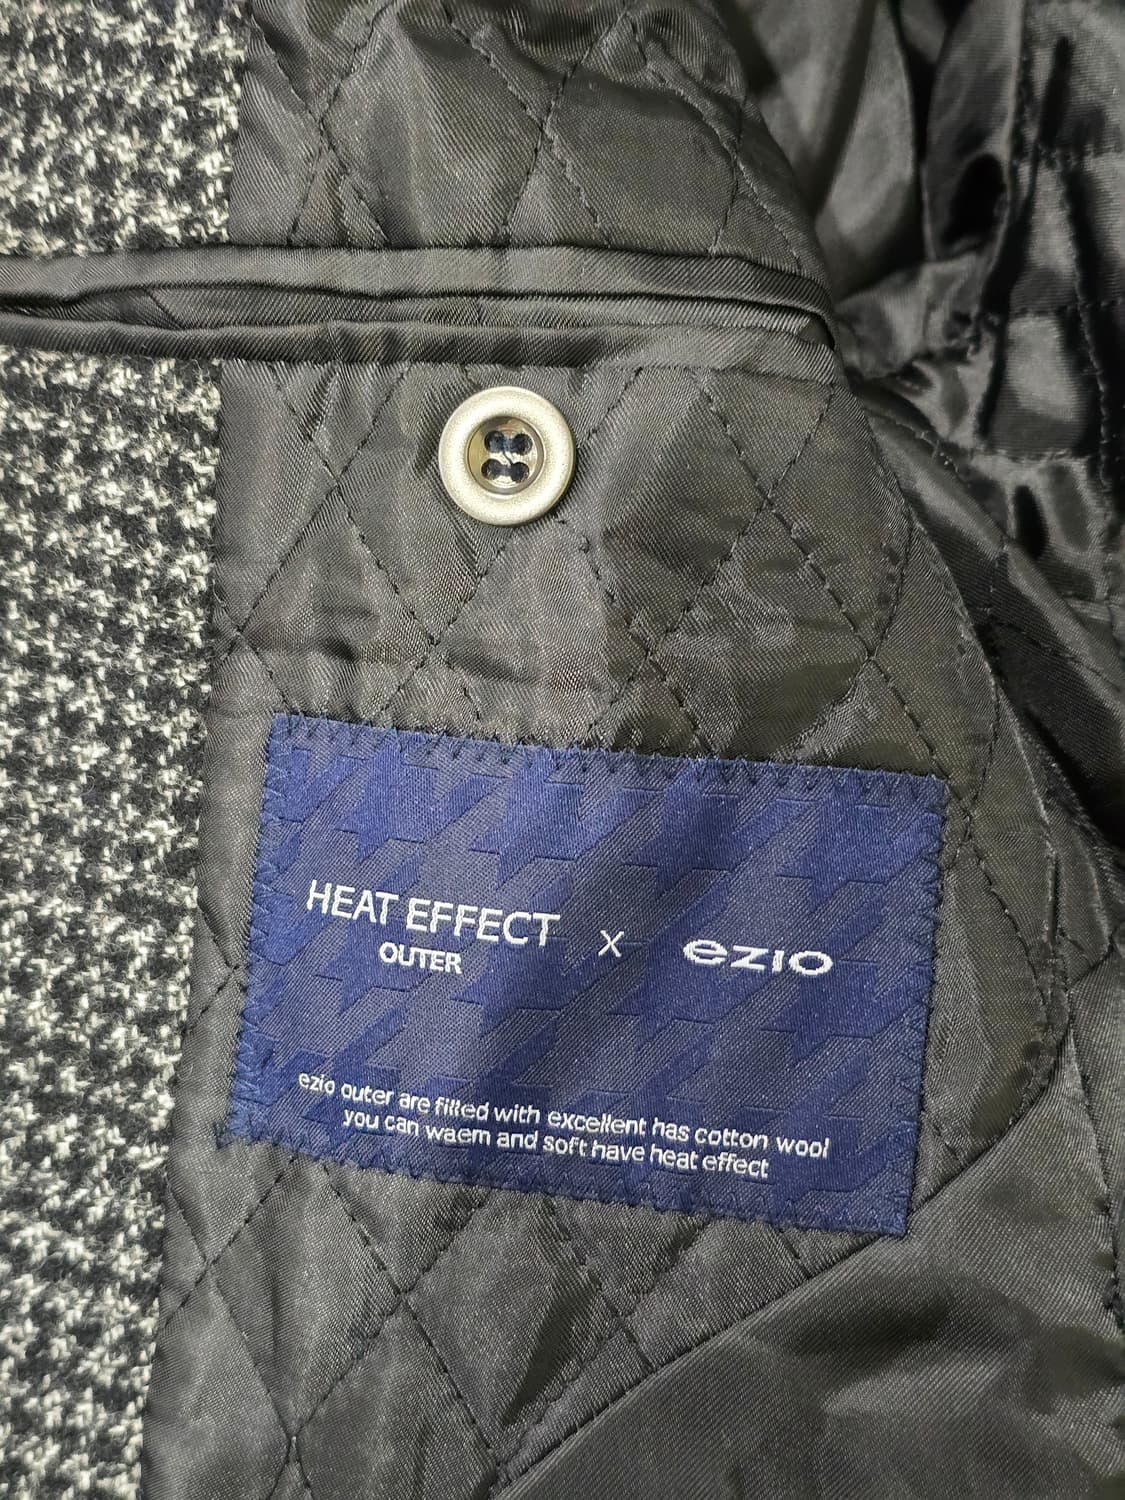 HEAT EFFECT x ezio
OUTER
ezio outer are filled with excellent has cotton wool
you can waem and soft have heat effect